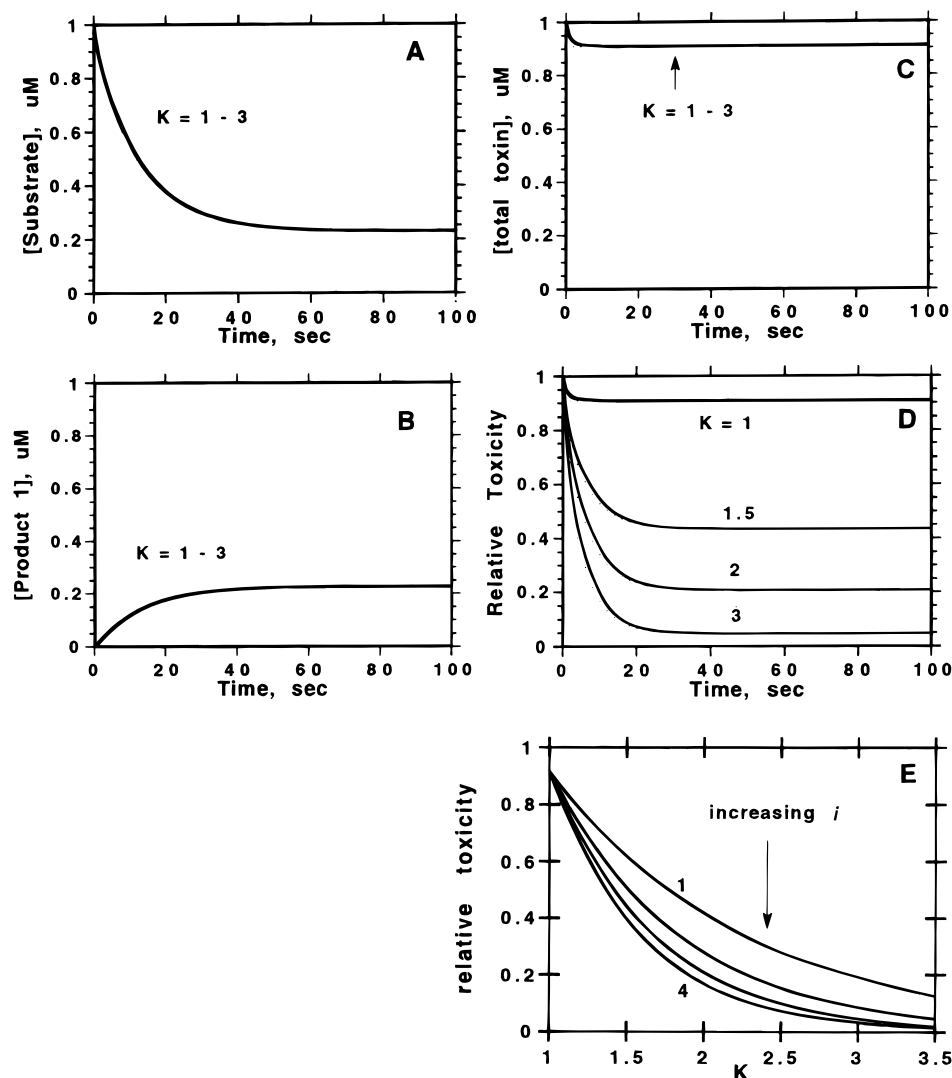 A
[Substrate], uM
K = 1 - 3
1
0.8
0.6
0.4
0.2
0
0 20 40 60 80 100
Time, sec
C
[total toxin], uM
K = 1 - 3
1
0.8
0.6
0.4
0.2
0
0 20 40 60 80 100
Time, sec
B
[Product 1], uM
K = 1 - 3
1
0.8
0.6
0.4
0.2
0
0 20 40 60 80 100
Time, sec
D
Relative Toxicity
K = 1
1.5
2
3
1
0.8
0.6
0.4
0.2
0
0 20 40 60 80 100
Time, sec
E
relative toxicity
increasing i
1
4
1
0.8
0.6
0.4
0.2
0
1 1.5 2 2.5 3 3.5
K